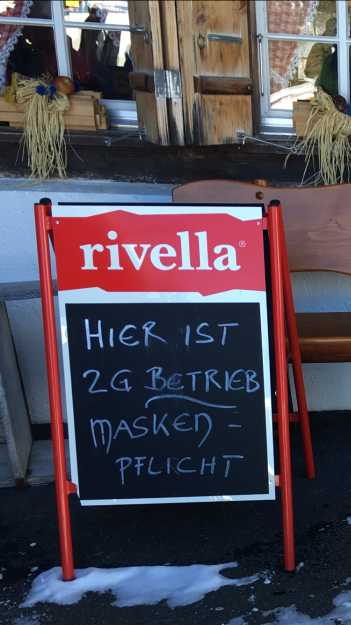 rivella®
HIER IST
2G BETRIEB
MASKEN-
PFLICHT